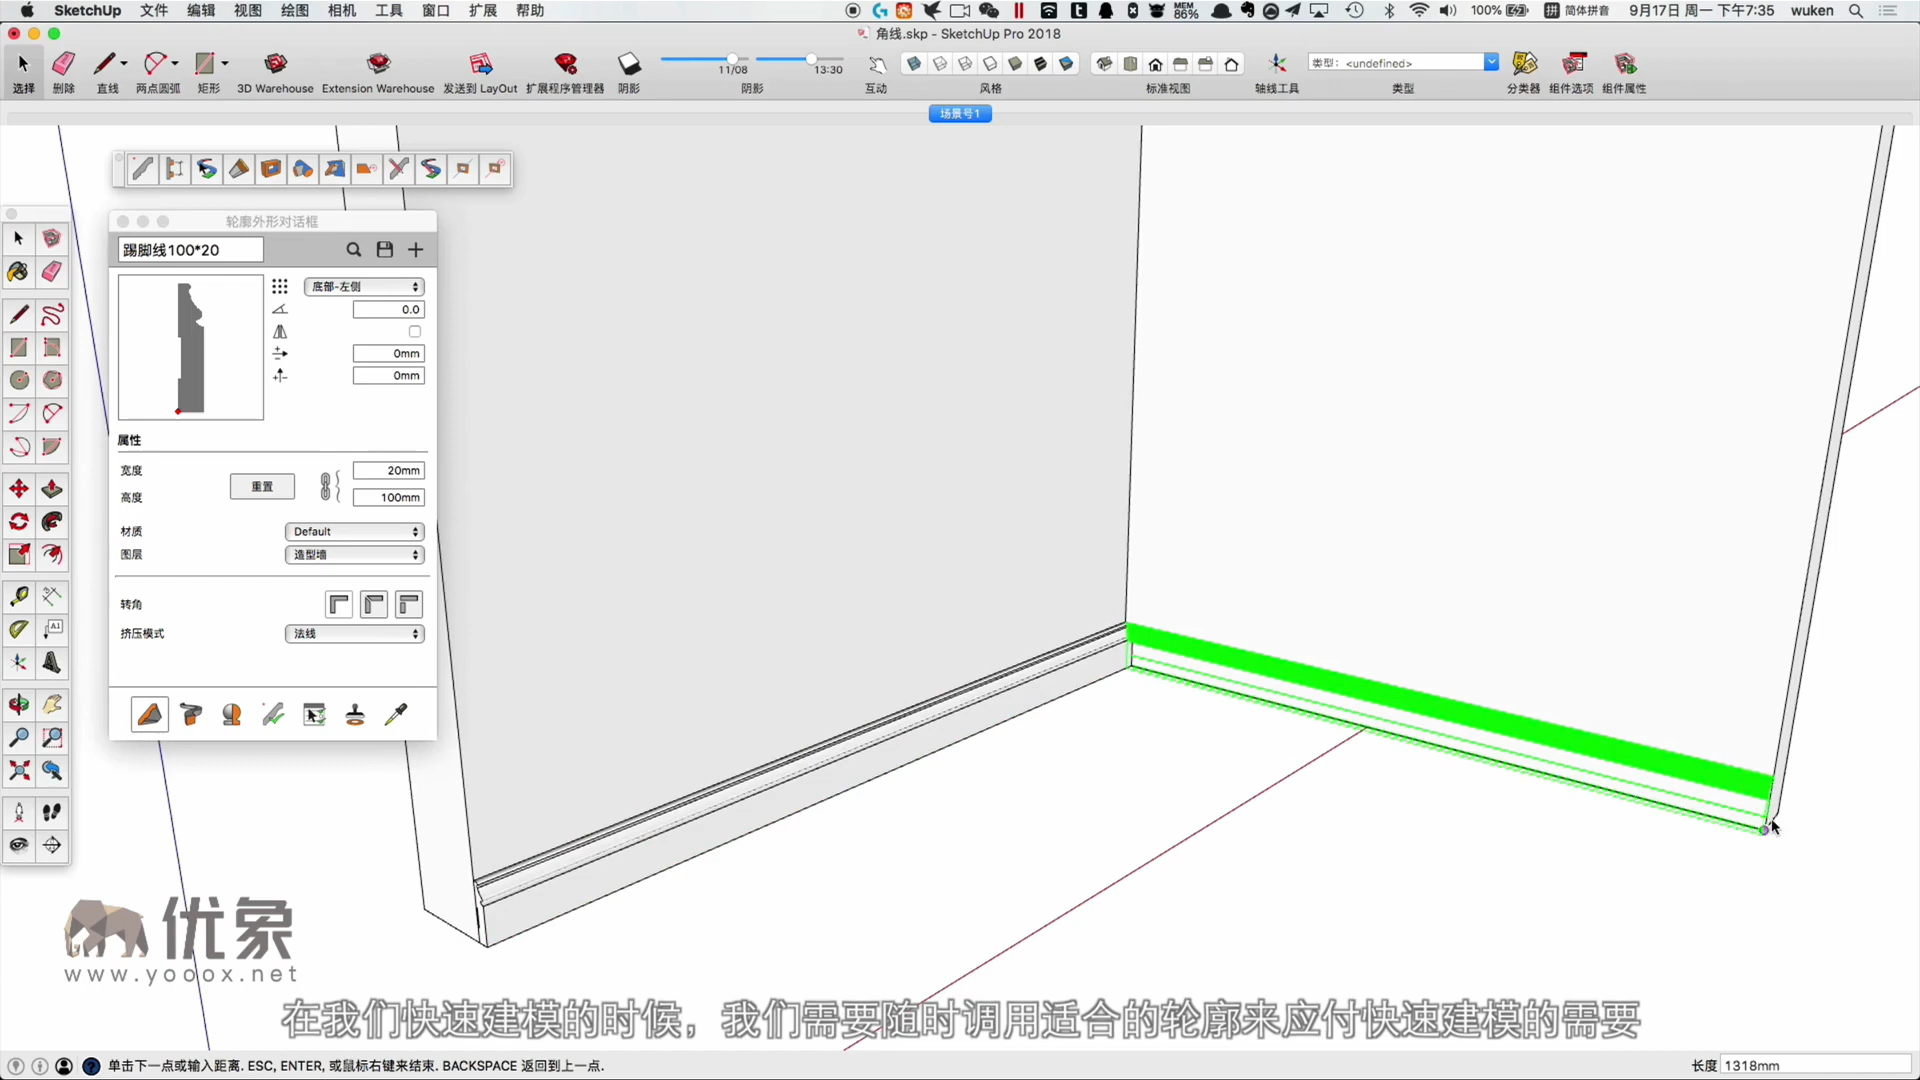 SketchUp 文件 编辑 视图 绘图 相机 工具 窗口 扩展 帮助 MEM 86% 100% 简体拼音 9月17日 周一 下午7:35 wuken
角线.skp - SketchUp Pro 2018
11/08 13:30 类型: <undefined>
选择 删除 直线 两点圆弧 矩形 3D Warehouse Extension Warehouse 发送到 LayOut 扩展程序管理器 阴影 阴影 互动 风格 标准视图 轴线工具 类型 分类器 组件选项 组件属性
场景号1
轮廓外形对话框
踢脚线100*20
底部-左侧
0.0
0mm
0mm
属性
宽度 20mm
重置
高度 100mm
材质 Default
图层 造型墙
转角
挤压模式 法线
A1
优象
www.yooox.net
在我们快速建模的时候，我们需要随时调用适合的轮廓来应付快速建模的需要
单击下一点或输入距离. ESC, ENTER, 或鼠标右键来结束. BACKSPACE 返回到上一点.
长度 1318mm